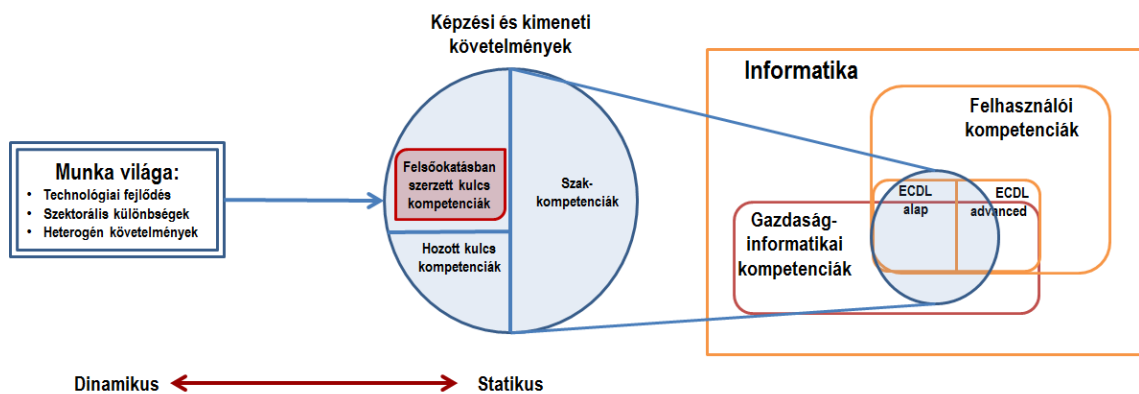 Képzési és kimeneti
követelmények
Munka világa:
• Technológiai fejlődés
• Szektorális különbségek
• Heterogén követelmények
Felsőokatásban
szerzett kulcs
kompetenciák
Hozott kulcs
kompetenciák
Szak-
kompetenciák
Informatika
Felhasználói
kompetenciák
ECDL
alap
ECDL
advanced
Gazdaság-
informatikai
kompetenciák
Dinamikus
Statikus